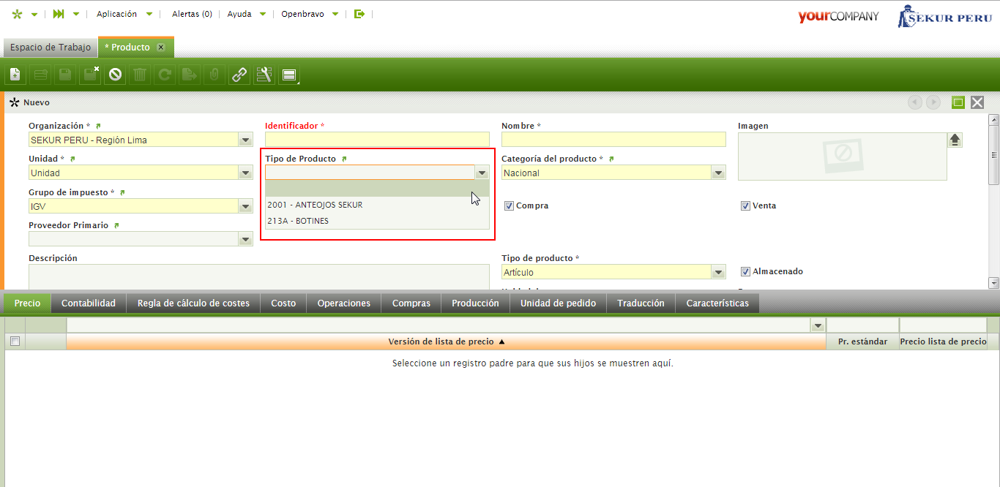 Aplicación
Alertas (0)
Ayuda
Openbravo
yourCOMPANY
SEKUR PERU
Espacio de Trabajo
* Producto
Nuevo
Organización *
Identificador *
Nombre *
Imagen
SEKUR PERU - Región Lima
Unidad *
Tipo de Producto
Categoría del producto *
Unidad
Nacional
Grupo de impuesto *
IGV
2001 - ANTEOJOS SEKUR
Compra
Venta
213A - BOTINES
Proveedor Primario
Descripción
Tipo de producto *
Artículo
Almacenado
Precio
Contabilidad
Regla de cálculo de costes
Costo
Operaciones
Compras
Producción
Unidad de pedido
Traducción
Características
Versión de lista de precio
Pr. estándar
Precio lista de precio
Seleccione un registro padre para que sus hijos se muestren aquí.